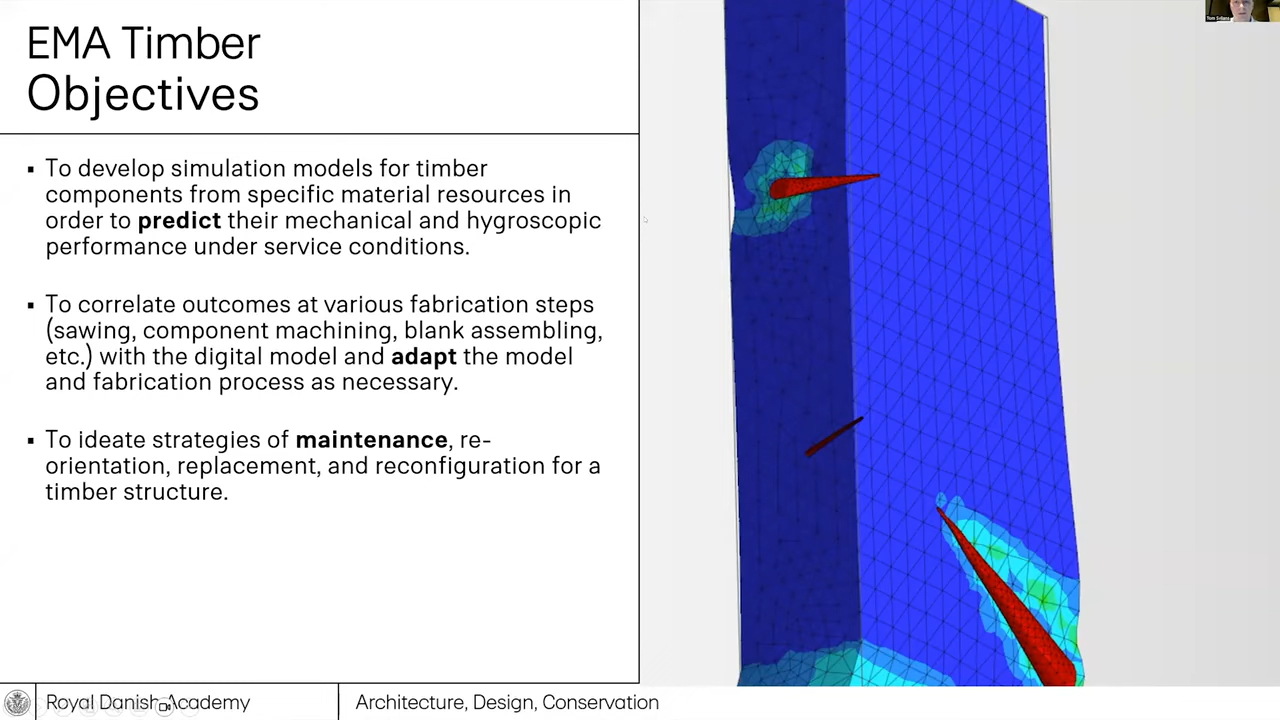 EMA Timber
Objectives
▪ To develop simulation models for timber
components from specific material resources in
order to predict their mechanical and hygroscopic
performance under service conditions.
▪ To correlate outcomes at various fabrication steps
(sawing, component machining, blank assembling,
etc.) with the digital model and adapt the model
and fabrication process as necessary.
▪ To ideate strategies of maintenance, re-
orientation, replacement, and reconfiguration for a
timber structure.
Royal Danish Academy
Architecture, Design, Conservation